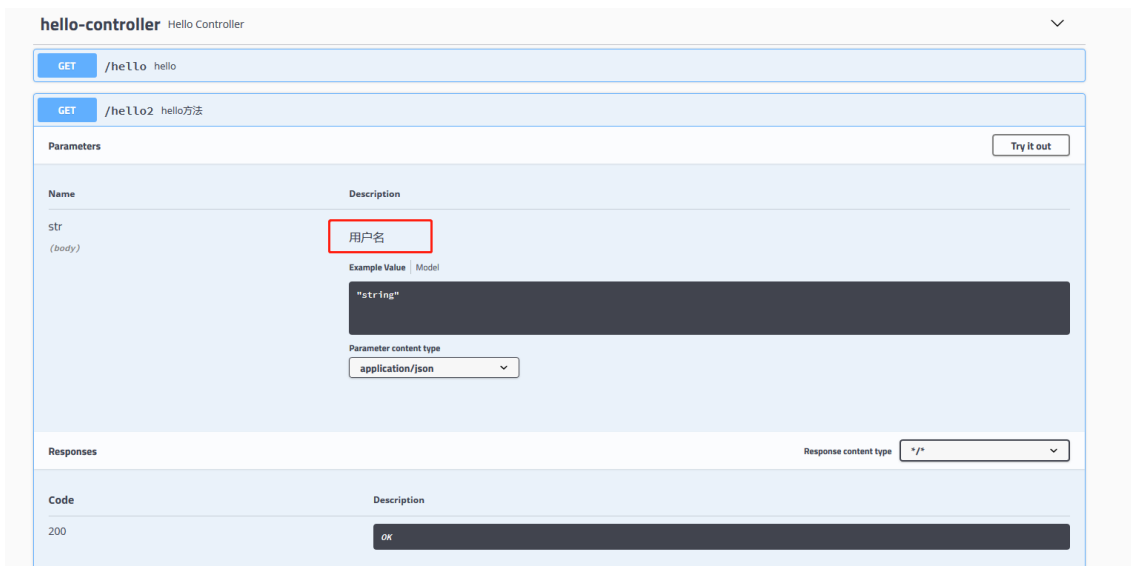 hello-controller Hello Controller
GET /hello hello
GET /hello2 hello方法
Parameters Try it out
Name Description
str 用户名
(body)
Example Value Model
"string"
Parameter content type
application/json
Responses Response content type */*
Code Description
200 OK